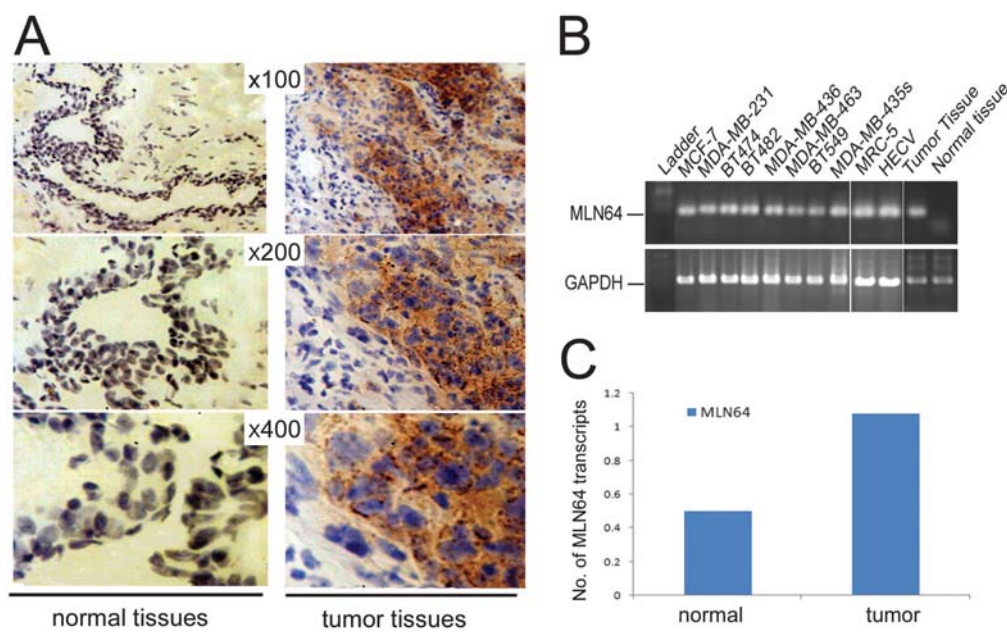 A
x100
x200
x400
normal tissues
tumor tissues
B
Ladder
MCF-7
MDA-MB-231
BT474
BT482
MDA-MB-436
MDA-MB-463
BT549
MDA-MB-435s
MRC-5
HECV
Tumor Tissue
Normal tissue
MLN64
GAPDH
C
No. of MLN64 transcripts
1.2
1
0.8
0.6
0.4
0.2
0
MLN64
normal
tumor